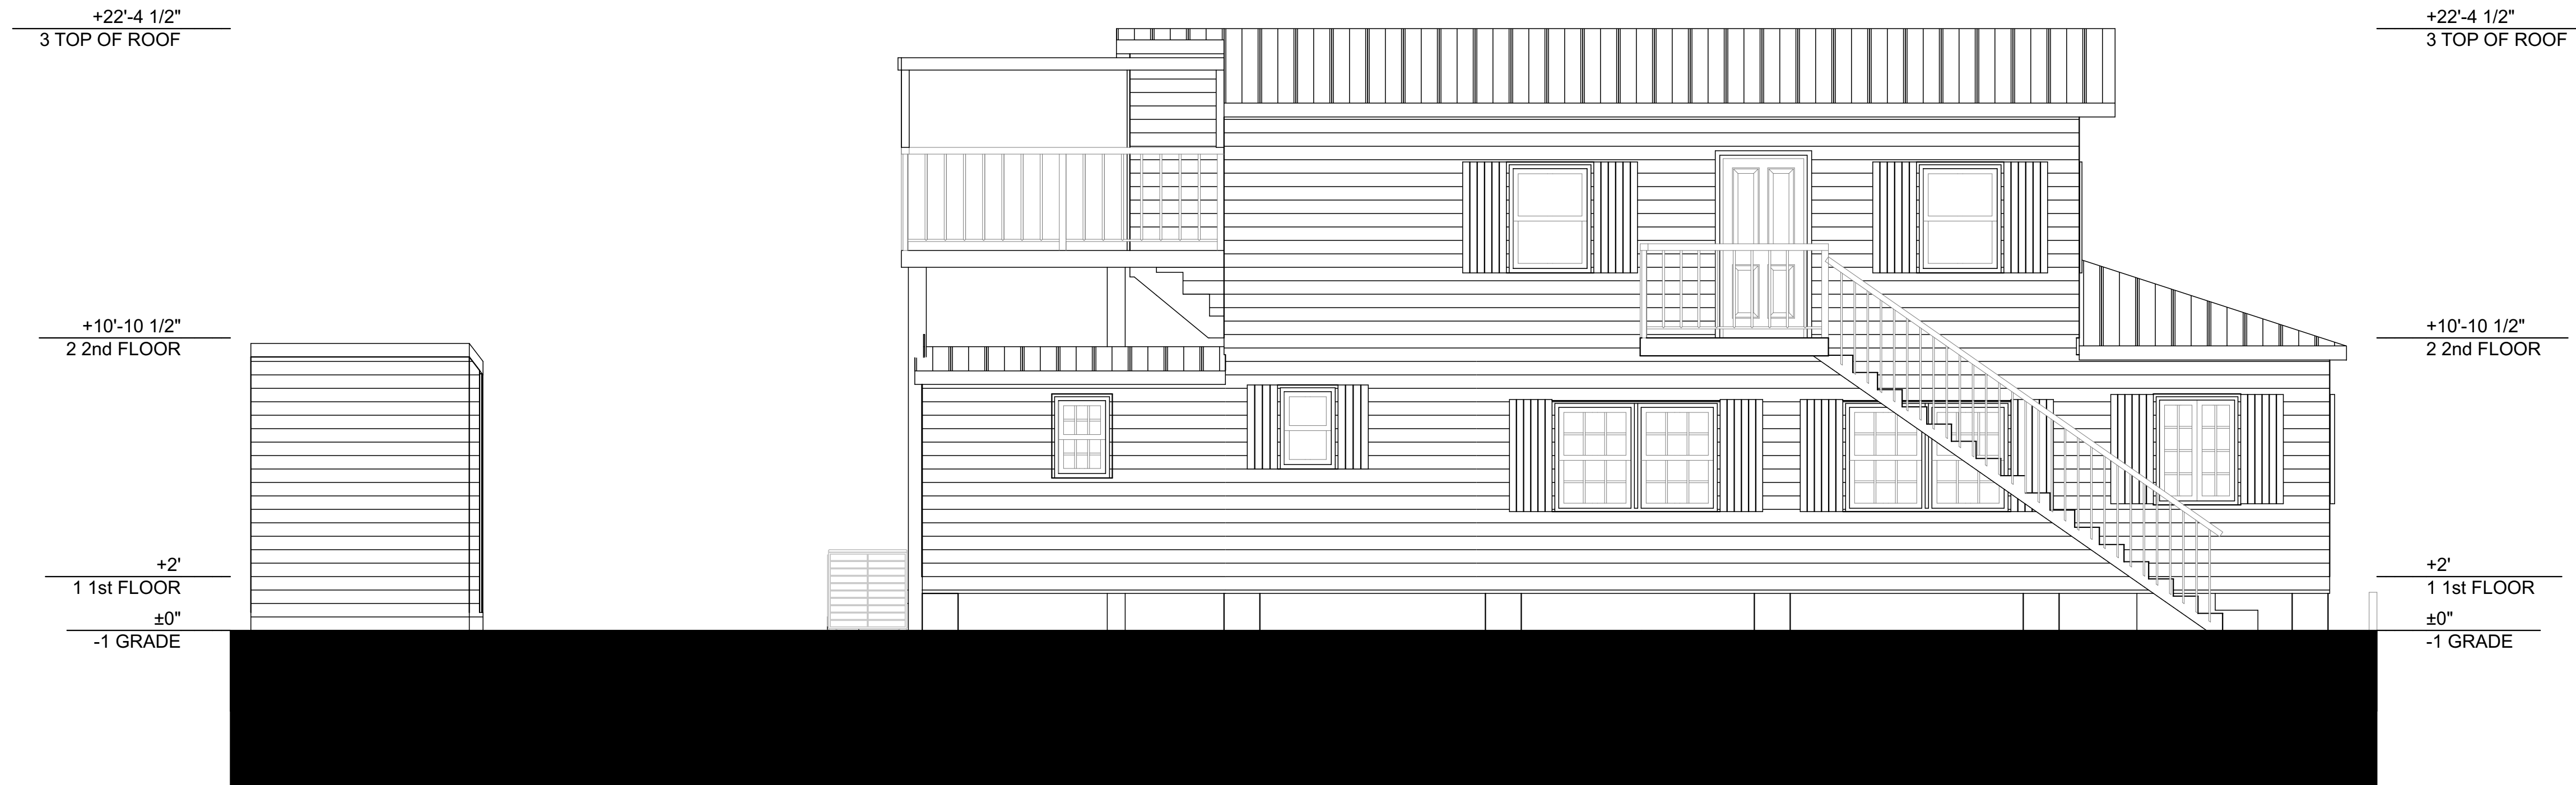 +22'-4 1/2"
3 TOP OF ROOF
+22'-4 1/2"
3 TOP OF ROOF
+10'-10 1/2"
2 2nd FLOOR
+10'-10 1/2"
2 2nd FLOOR
+2'
1 1st FLOOR
+2'
1 1st FLOOR
±0"
-1 GRADE
±0"
-1 GRADE